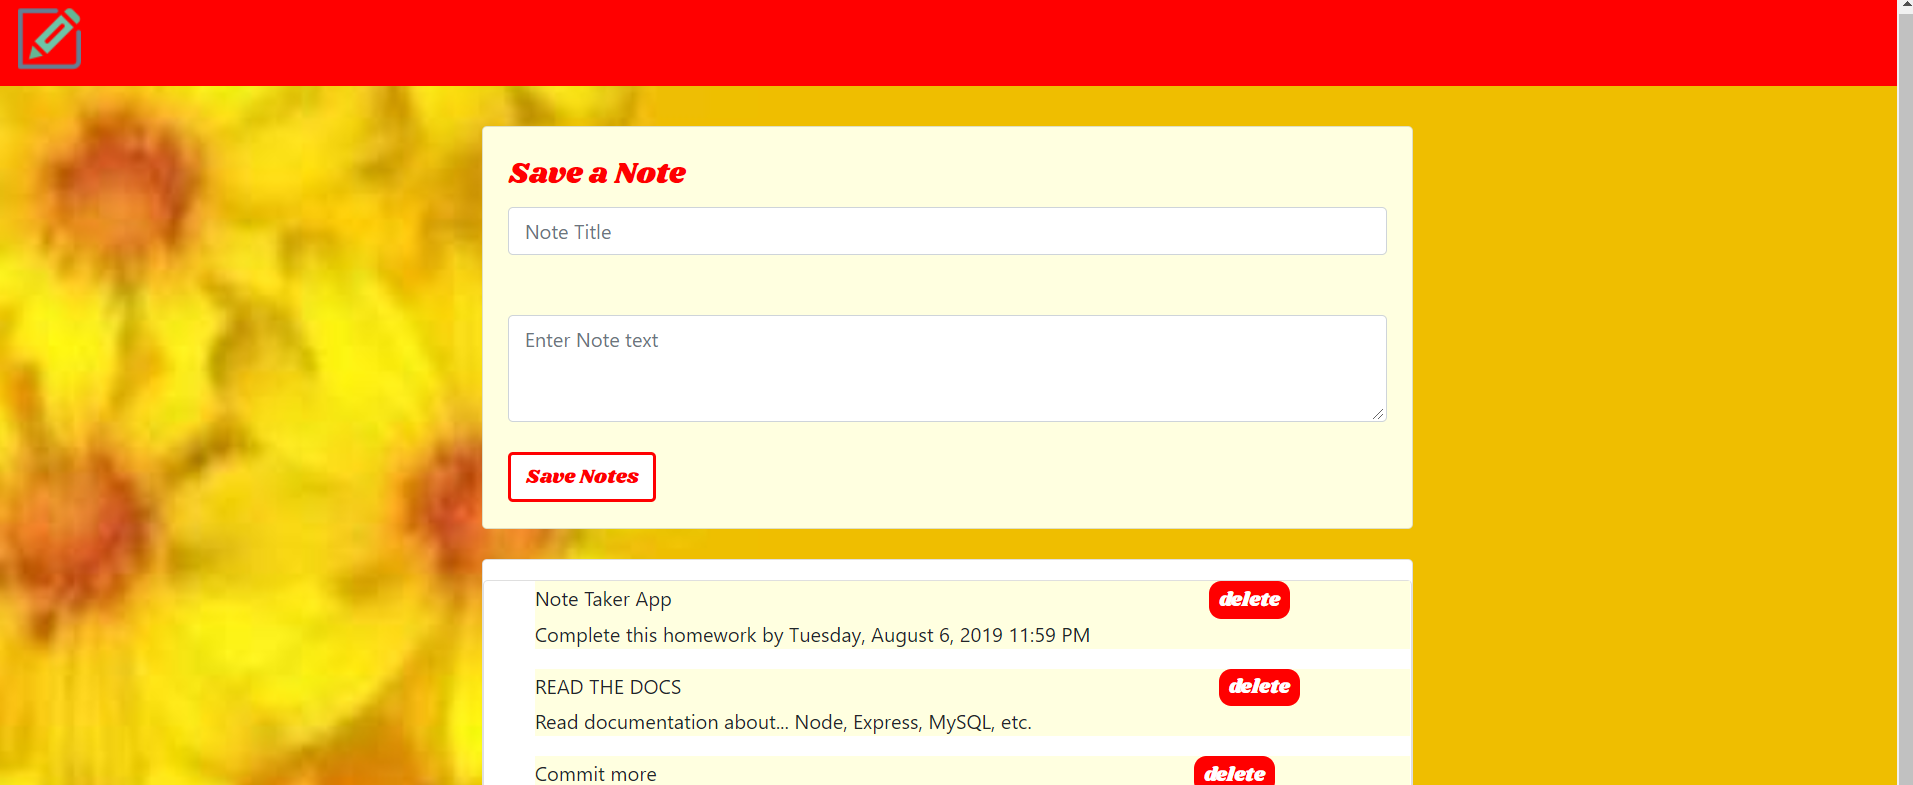 Save a Note
Note Title
Enter Note text
Save Notes
Note Taker App
delete
Complete this homework by Tuesday, August 6, 2019 11:59 PM
READ THE DOCS
delete
Read documentation about... Node, Express, MySQL, etc.
Commit more
delete